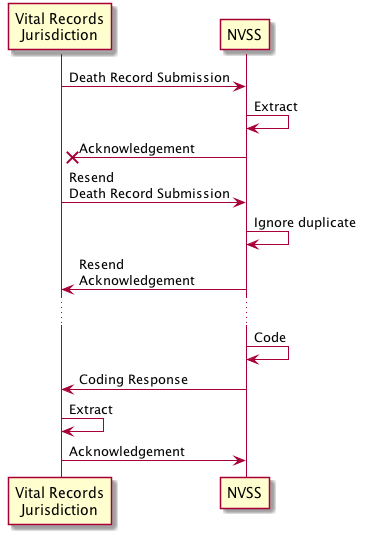 Vital Records
Jurisdiction
NVSS
Death Record Submission
Extract
Acknowledgement
Resend
Death Record Submission
Ignore duplicate
Resend
Acknowledgement
Code
Coding Response
Extract
Acknowledgement
Vital Records
Jurisdiction
NVSS